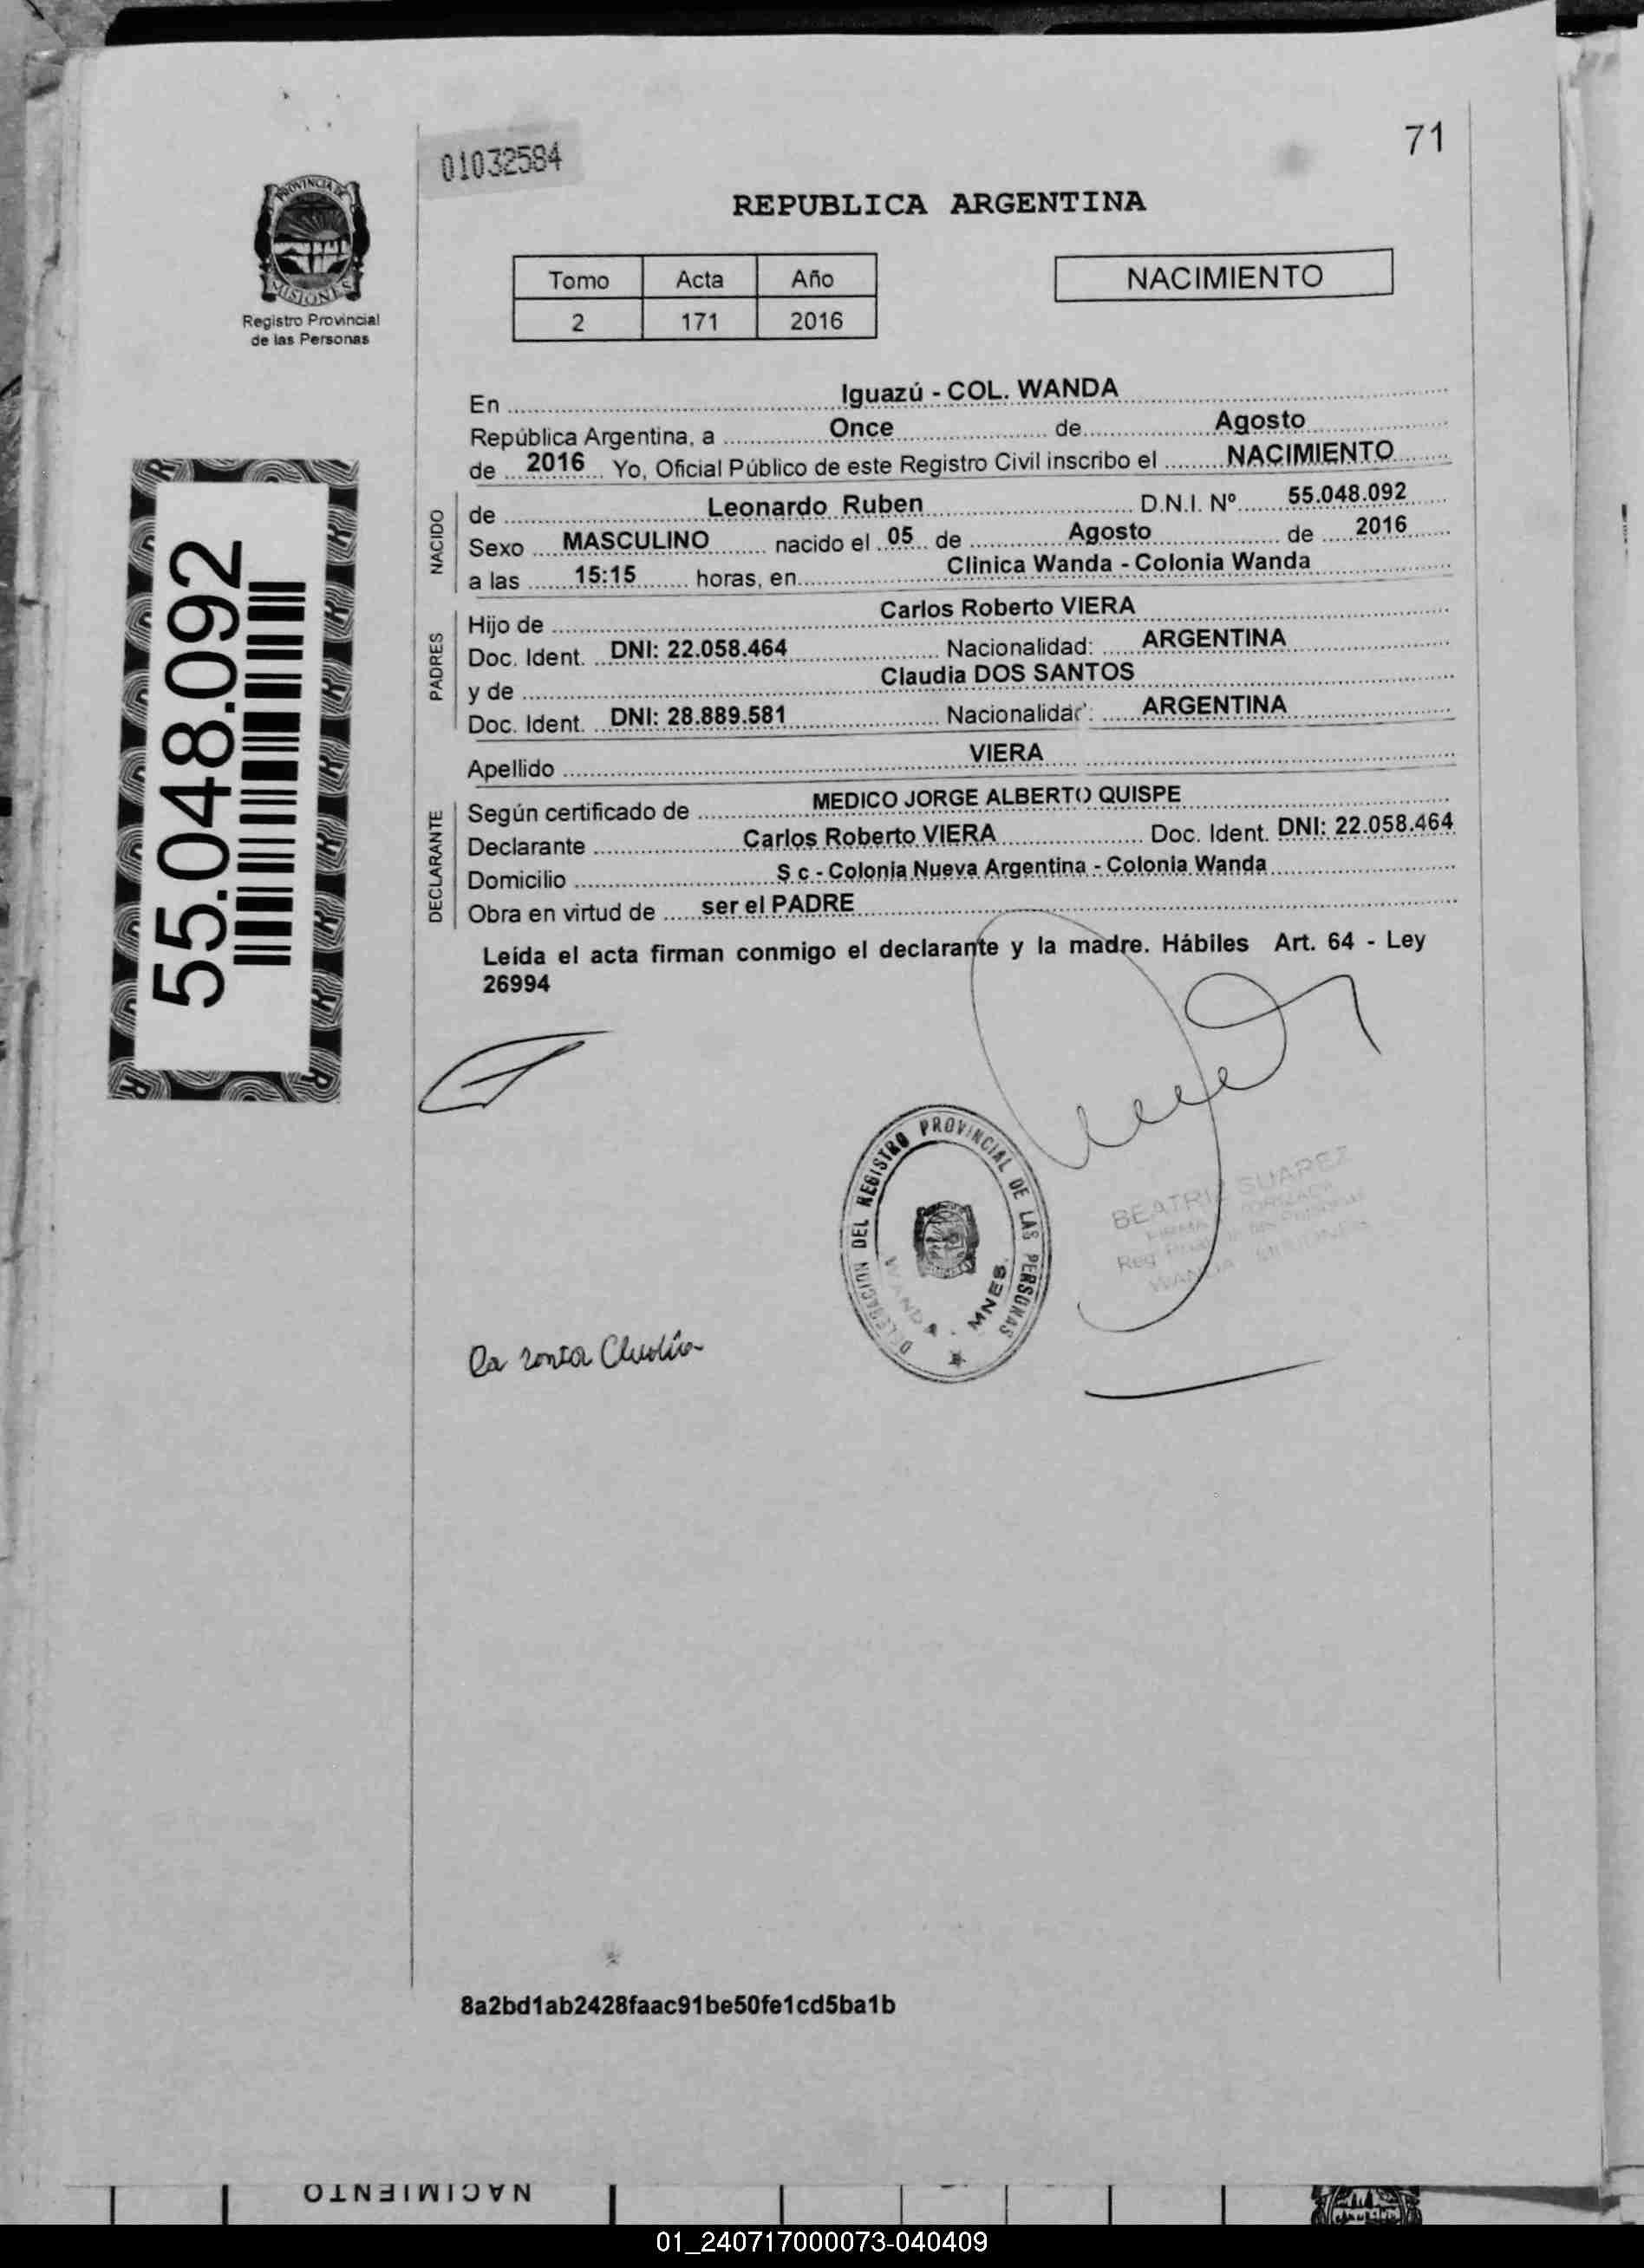 01032584
71
PROVINCIA DE
MISIONES
Registro Provincial
de las Personas
REPUBLICA ARGENTINA
Tomo Acta Año
2 171 2016
NACIMIENTO
En Iguazú - COL. WANDA
República Argentina, a Once de Agosto
de 2016 Yo, Oficial Público de este Registro Civil inscribo el NACIMIENTO
NACIDO
de Leonardo Ruben D.N.I. Nº 55.048.092
Sexo MASCULINO nacido el 05 de Agosto de 2016
a las 15:15 horas, en Clinica Wanda - Colonia Wanda
PADRES
Hijo de Carlos Roberto VIERA
Doc. Ident. DNI: 22.058.464 Nacionalidad: ARGENTINA
y de Claudia DOS SANTOS
Doc. Ident. DNI: 28.889.581 Nacionalidad: ARGENTINA
Apellido VIERA
DECLARANTE
Según certificado de MEDICO JORGE ALBERTO QUISPE
Declarante Carlos Roberto VIERA Doc. Ident. DNI: 22.058.464
Domicilio S c - Colonia Nueva Argentina - Colonia Wanda
Obra en virtud de ser el PADRE
Leída el acta firman conmigo el declarante y la madre. Hábiles Art. 64 - Ley
26994
55.048.092
DELEGACION DEL REGISTRO PROVINCIAL DE LAS PERSONAS
WANDA - MNES.
BEATRIZ SUAREZ
8a2bd1ab2428faac91be50fe1cd5ba1b
NACIMIENTO
01_240717000073-040409